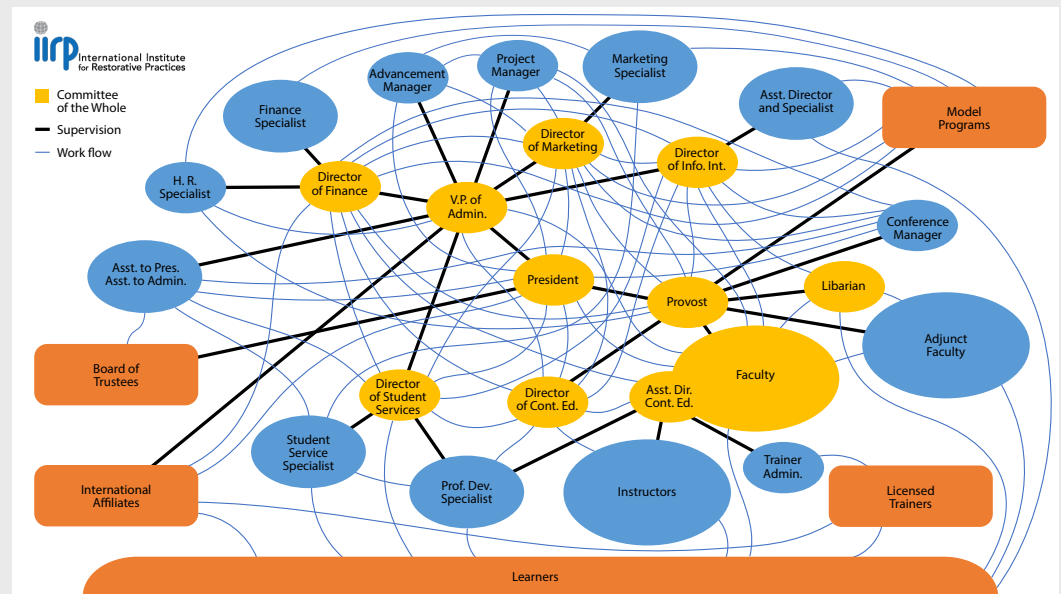 iirp
International Institute
for Restorative Practices
Committee
of the Whole
Supervision
Work flow
Advancement
Manager
Project
Manager
Marketing
Specialist
Finance
Specialist
Asst. Director
and Specialist
Model
Programs
Director
of Marketing
Director
of Info. Int.
H. R.
Specialist
Director
of Finance
V.P. of
Admin.
Conference
Manager
Asst. to Pres.
Asst. to Admin.
President
Provost
Libarian
Adjunct
Faculty
Board of
Trustees
Director
of Student
Services
Director
of Cont. Ed.
Asst. Dir.
Cont. Ed.
Faculty
Student
Service
Specialist
Prof. Dev.
Specialist
Instructors
Trainer
Admin.
International
Affiliates
Licensed
Trainers
Learners